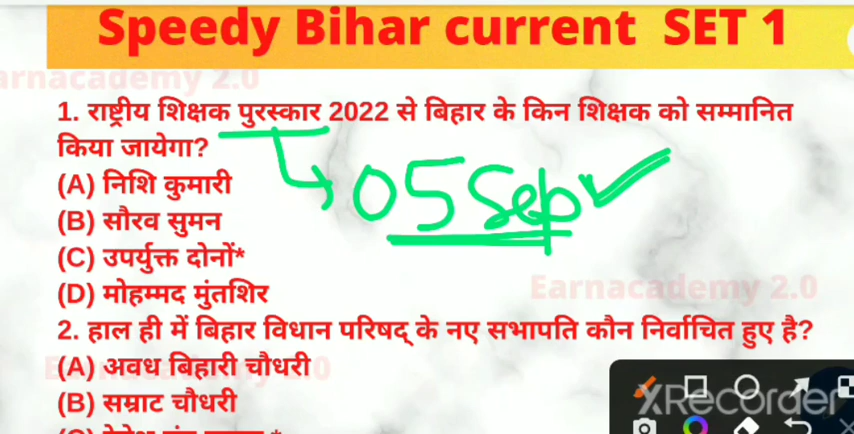 Speedy Bihar current SET 1
earnacademy 2.0
1. राष्ट्रीय शिक्षक पुरस्कार 2022 से बिहार के किन शिक्षक को सम्मानित
किया जायेगा?
05 Sep
(A) निशि कुमारी
(B) सौरव सुमन
(C) उपर्युक्त दोनों*
(D) मोहम्मद मुंतशिर
Earnacademy 2.0
2. हाल ही में बिहार विधान परिषद् के नए सभापति कौन निर्वाचित हुए है?
(A) अवध बिहारी चौधरी
(B) सम्राट चौधरी
XRecorder